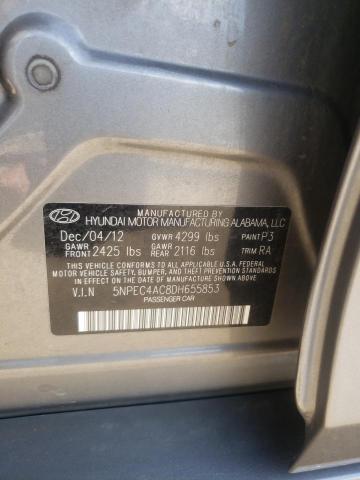 MANUFACTURED BY
HYUNDAI MOTOR MANUFACTURING ALABAMA, LLC
Dec/04/12 GVWR 4299 lbs PAINT P3
GAWR FRONT 2425 lbs GAWR REAR 2116 lbs TRIM RA
THIS VEHICLE CONFORMS TO ALL APPLICABLE U.S. FEDERAL
MOTOR VEHICLE SAFETY, BUMPER, AND THEFT PREVENTION STANDARDS
IN EFFECT ON THE DATE OF MANUFACTURE SHOWN ABOVE.
V.I.N 5NPEC4AC8DH655853
PASSENGER CAR